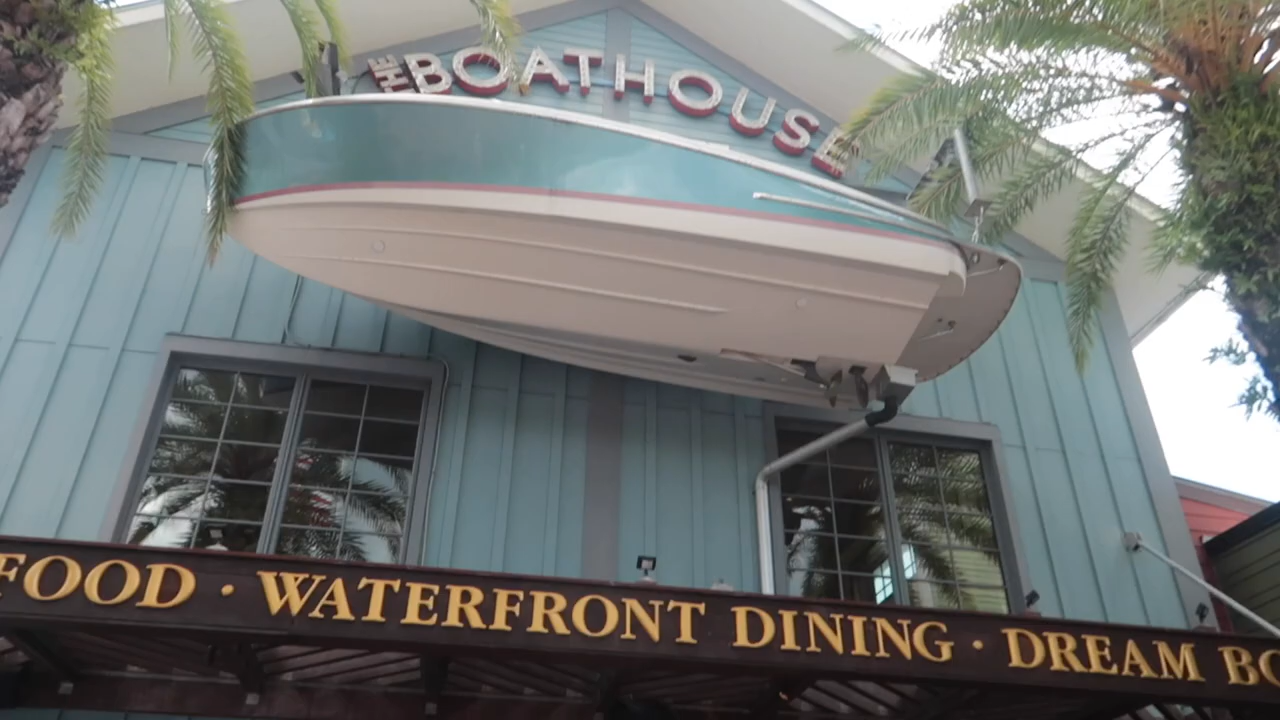 THE BOATHOUSE
FOOD · WATERFRONT DINING · DREAM BO